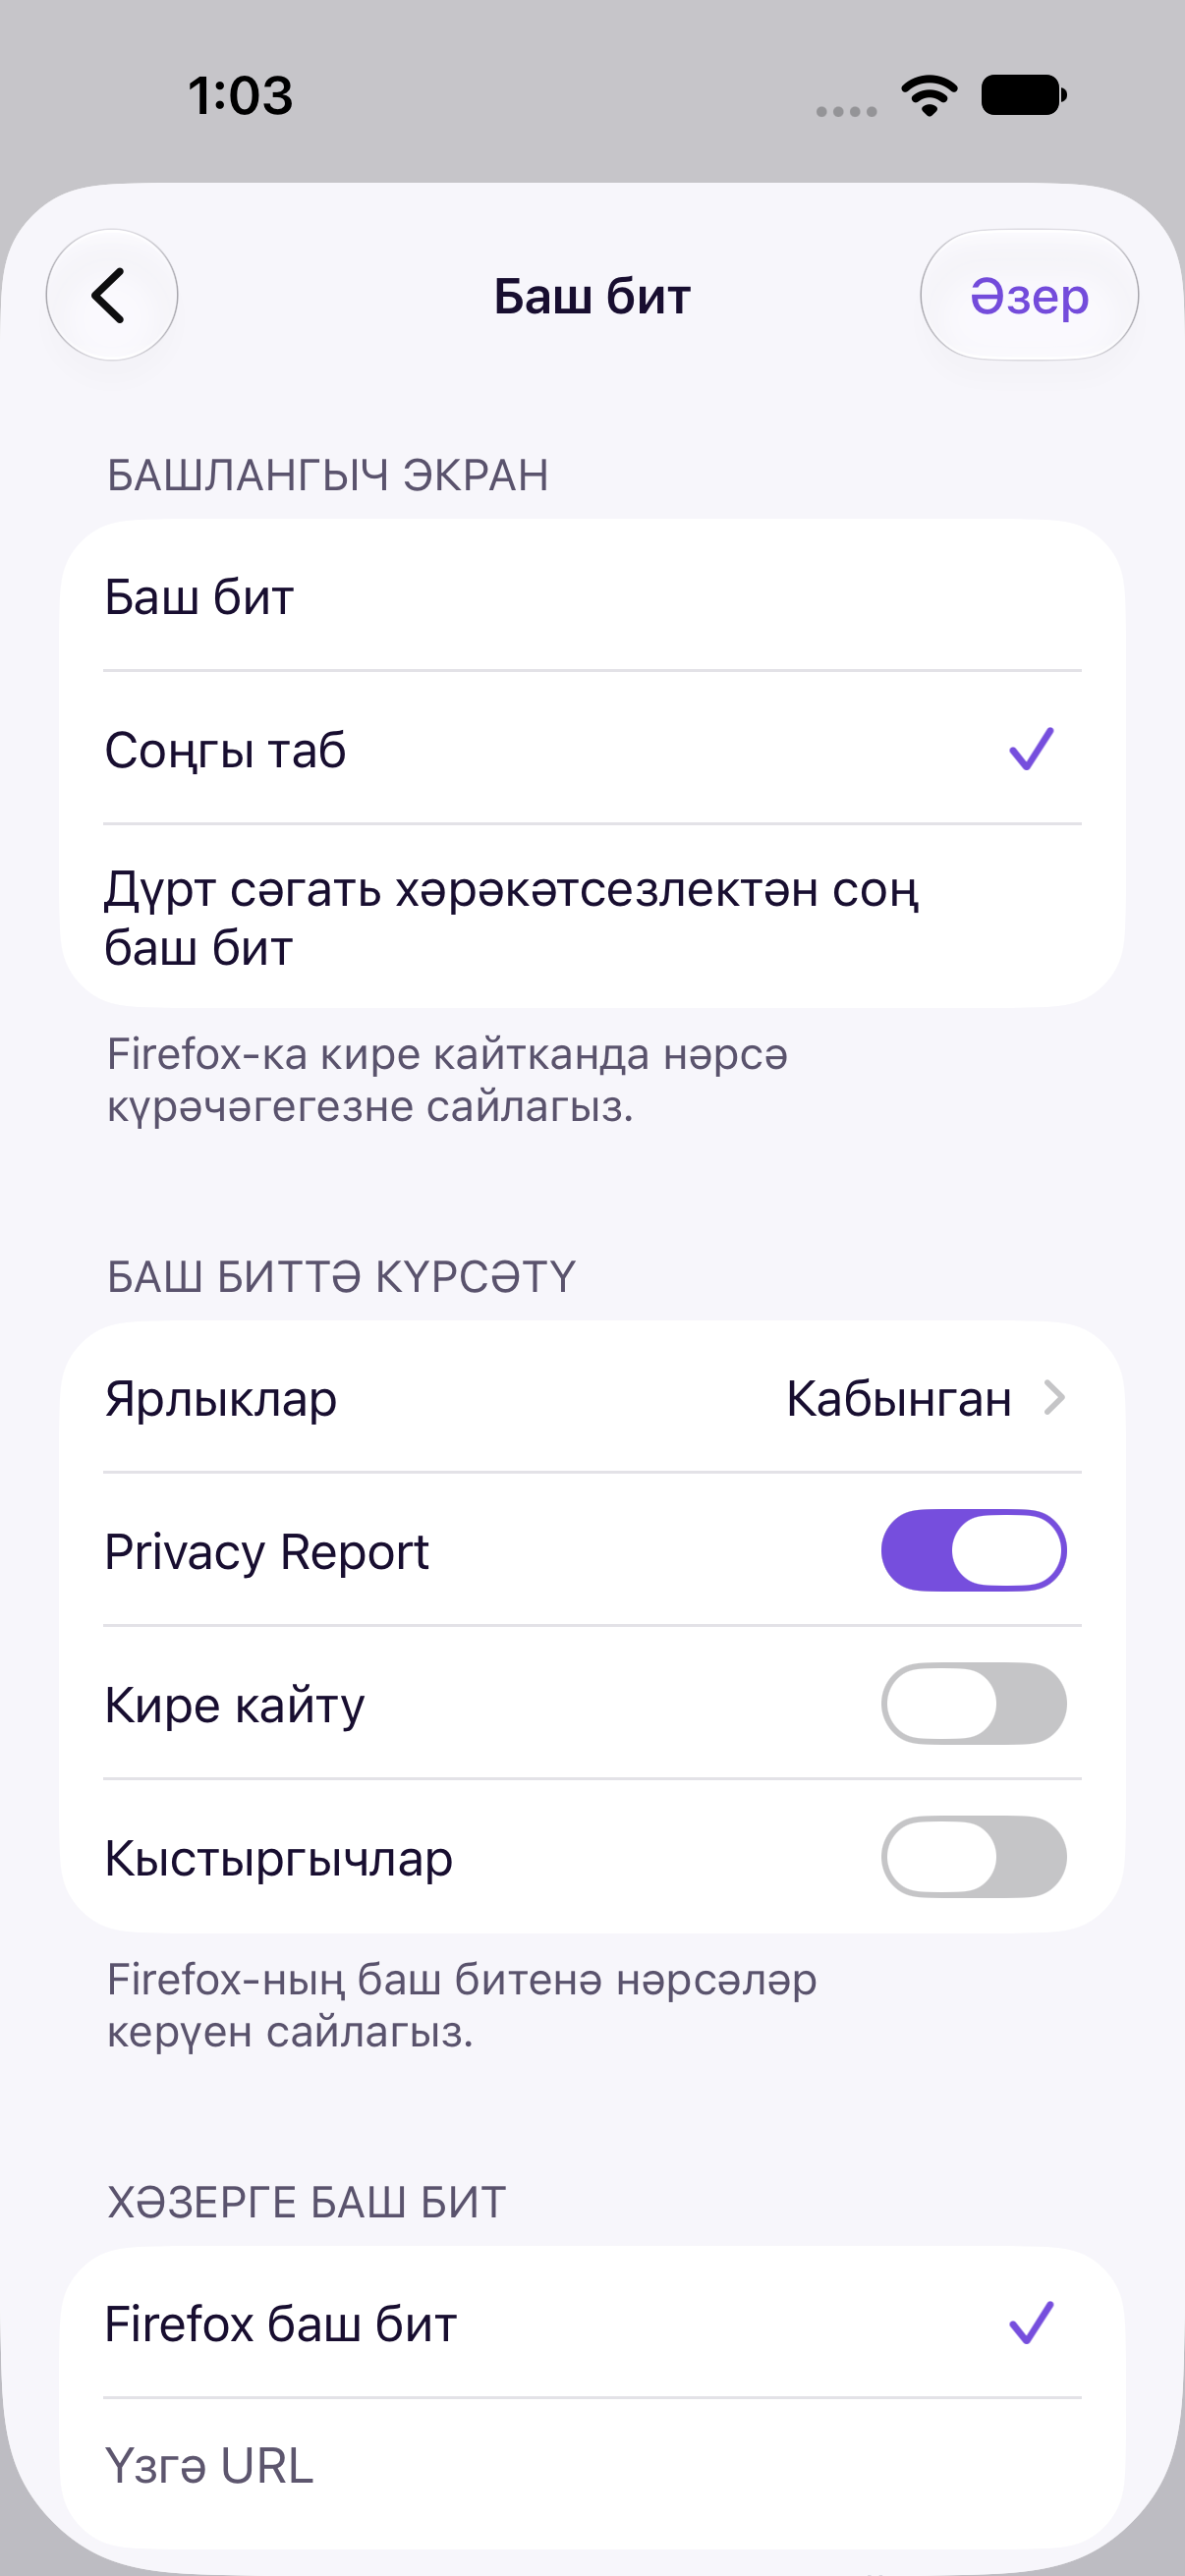 1:03
Баш бит
Әзер
БАШЛАНГЫЧ ЭКРАН
Баш бит
Соңгы таб
Дүрт сәгать хәрәкәтсезлектән соң
баш бит
Firefox-ка кире кайтканда нәрсә
күрәчәгегезне сайлагыз.
БАШ БИТТӘ КҮРСӘТҮ
Ярлыклар Кабынган
Privacy Report
Кире кайту
Кыстыргычлар
Firefox-ның баш битенә нәрсәләр
керүен сайлагыз.
ХӘЗЕРГЕ БАШ БИТ
Firefox баш бит
Үзгә URL